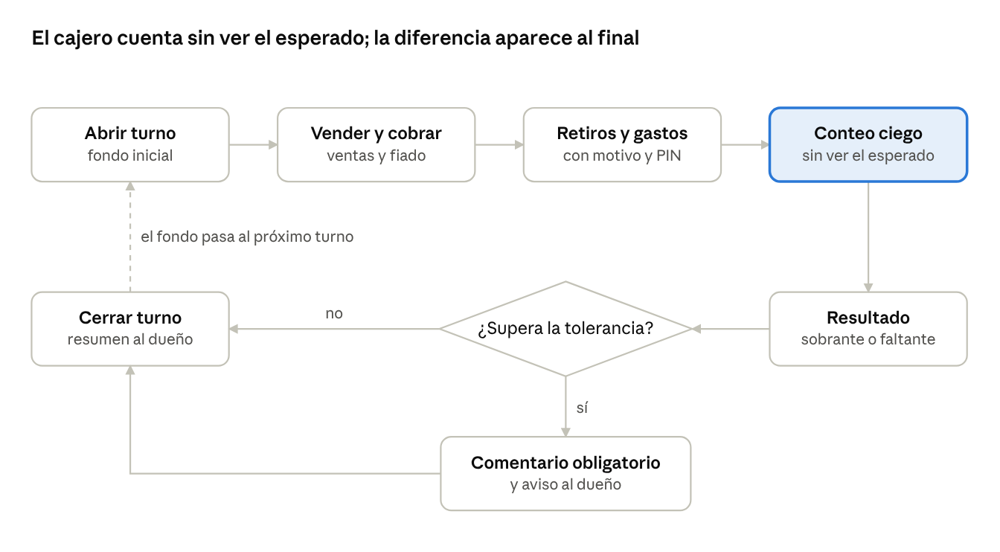 El cajero cuenta sin ver el esperado; la diferencia aparece al final
Abrir turno
fondo inicial
Vender y cobrar
ventas y fiado
Retiros y gastos
con motivo y PIN
Conteo ciego
sin ver el esperado
el fondo pasa al próximo turno
Cerrar turno
resumen al dueño
no
¿Supera la tolerancia?
Resultado
sobrante o faltante
sí
Comentario obligatorio
y aviso al dueño